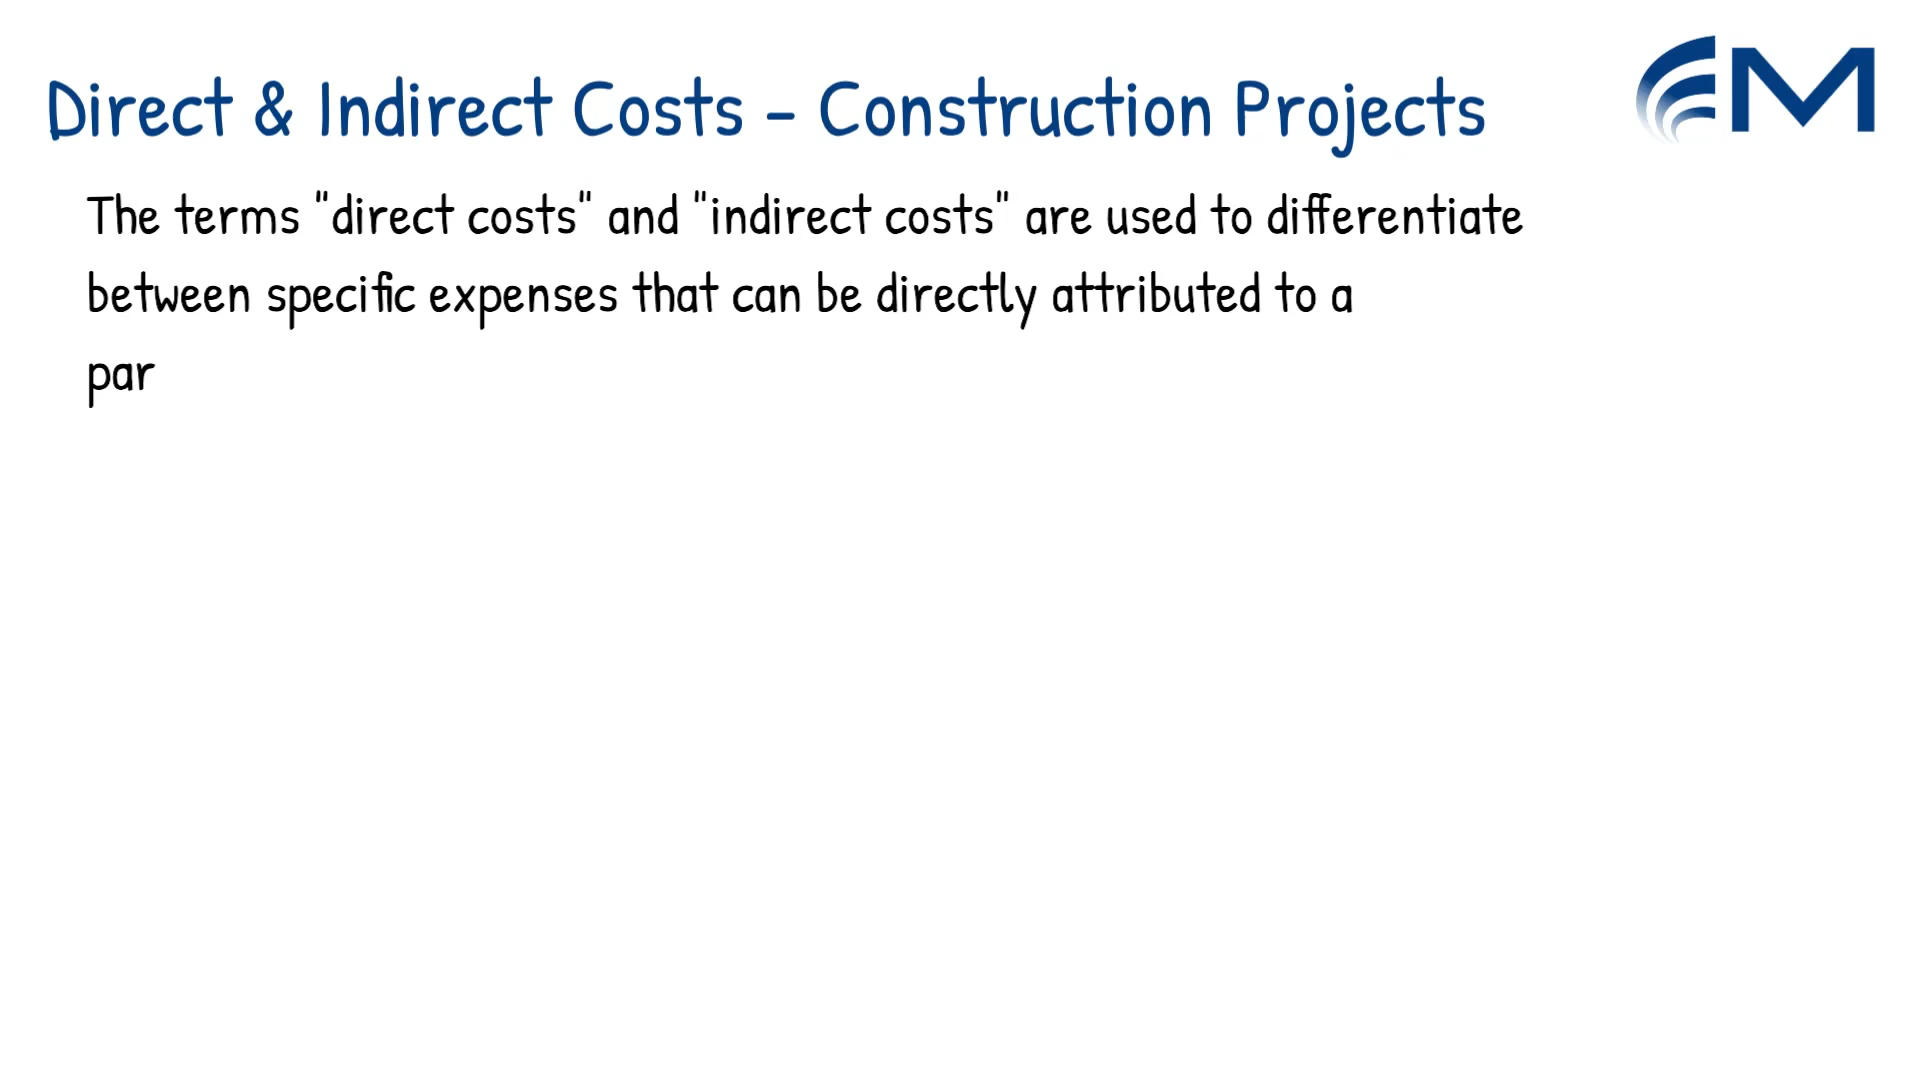 Direct & Indirect Costs - Construction Projects
M
The terms "direct costs" and "indirect costs" are used to differentiate
between specific expenses that can be directly attributed to a
par